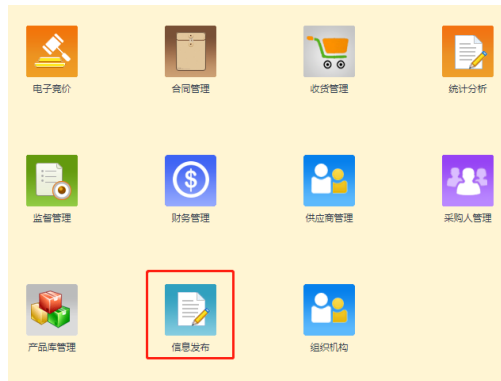 电子竞价
合同管理
收货管理
统计分析
监督管理
财务管理
供应商管理
采购人管理
产品库管理
信息发布
组织机构